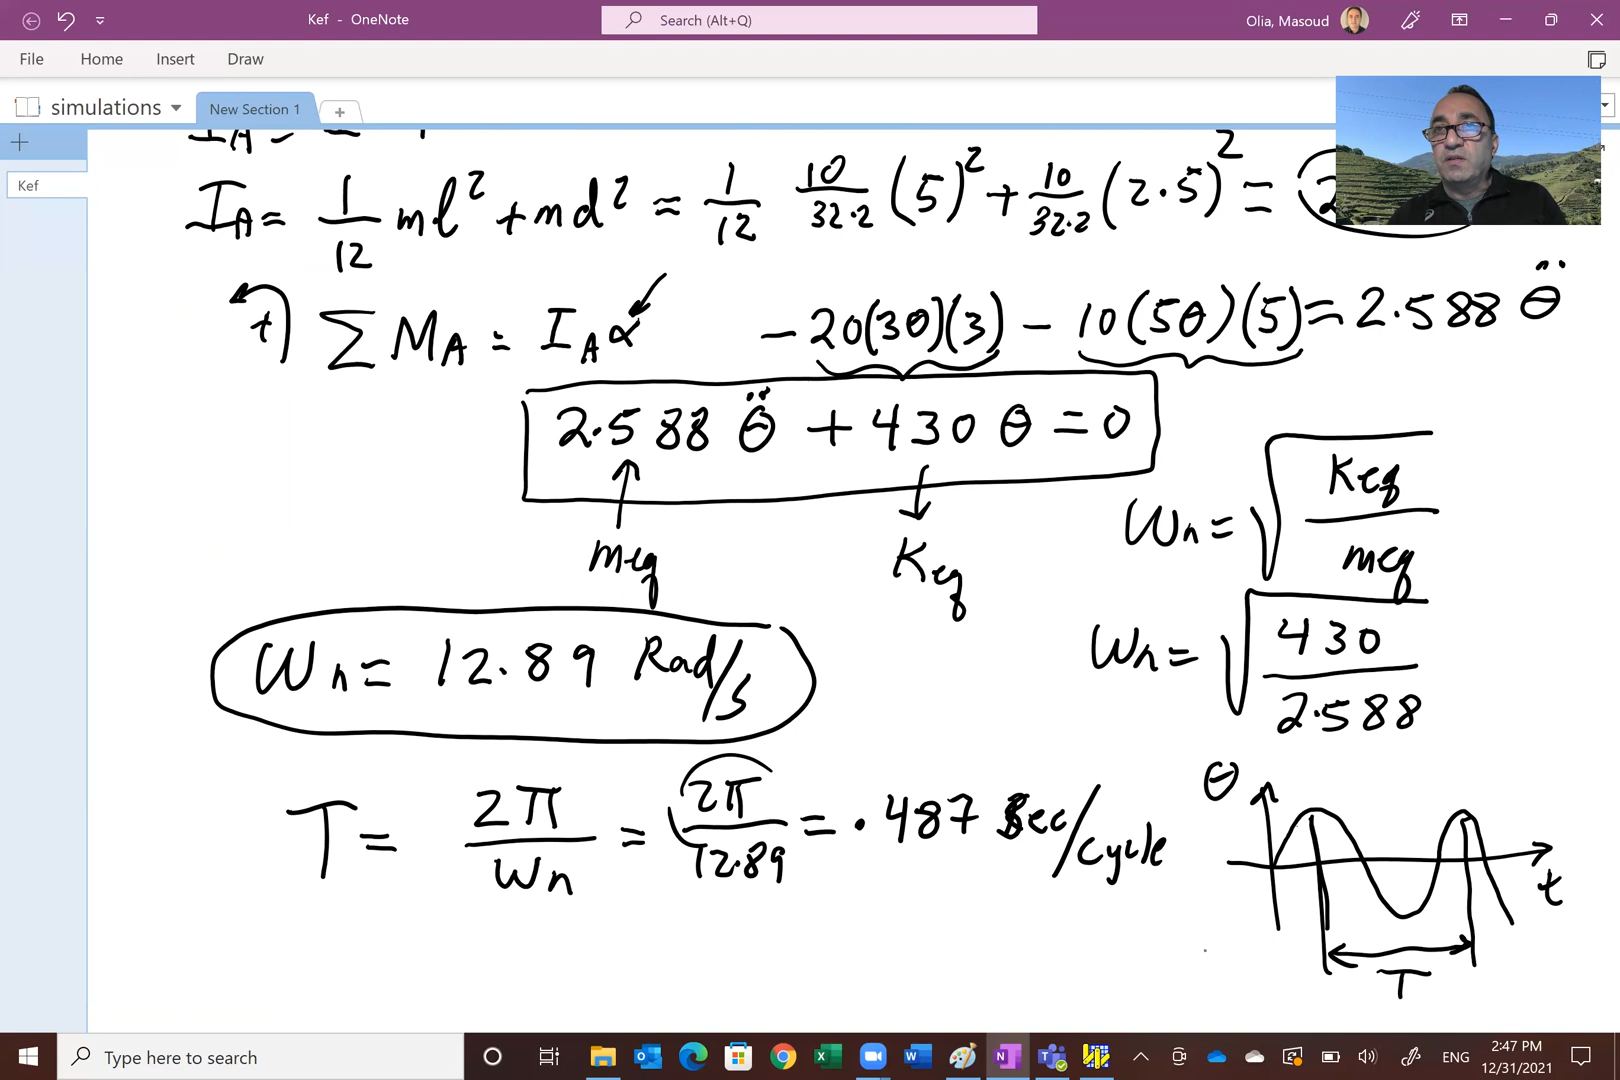 Kef - OneNote
Search (Alt+Q)
Olia, Masoud
File Home Insert Draw
simulations
New Section 1
Kef
I_A = 1/12 ml² + md² = 1/12 10/32.2 (5)² + 10/32.2 (2.5)² = 2
+) ΣM_A = I_A α -20(3θ)(3) - 10(5θ)(5) = 2.588 θ̈
2.588 θ̈ + 430 θ = 0
meq Keq
Wn = √(Keq/meq)
Wn = √(430/2.588)
Wn = 12.89 Rad/s
T = 2π/Wn = 2π/12.89 = .487 Sec/cycle
θ
t
T
Type here to search
ENG
2:47 PM
12/31/2021